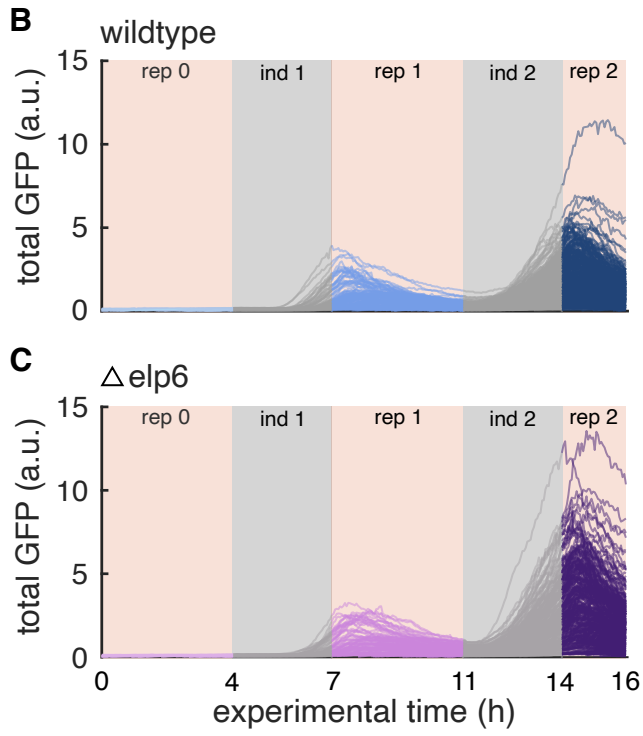 B
wildtype
rep 0 ind 1 rep 1 ind 2 rep 2
total GFP (a.u.)
15
10
5
0
C
△ elp6
rep 0 ind 1 rep 1 ind 2 rep 2
total GFP (a.u.)
15
10
5
0
0 4 7 11 14 16
experimental time (h)